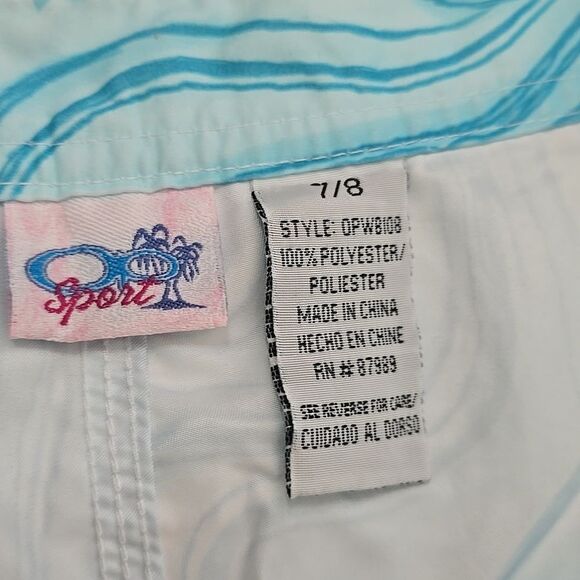 Sport
7/8
STYLE: OPWB108
100% POLYESTER/
POLIESTER
MADE IN CHINA
HECHO EN CHINE
RN # 87989
SEE REVERSE FOR CARE/
CUIDADO AL DORSO